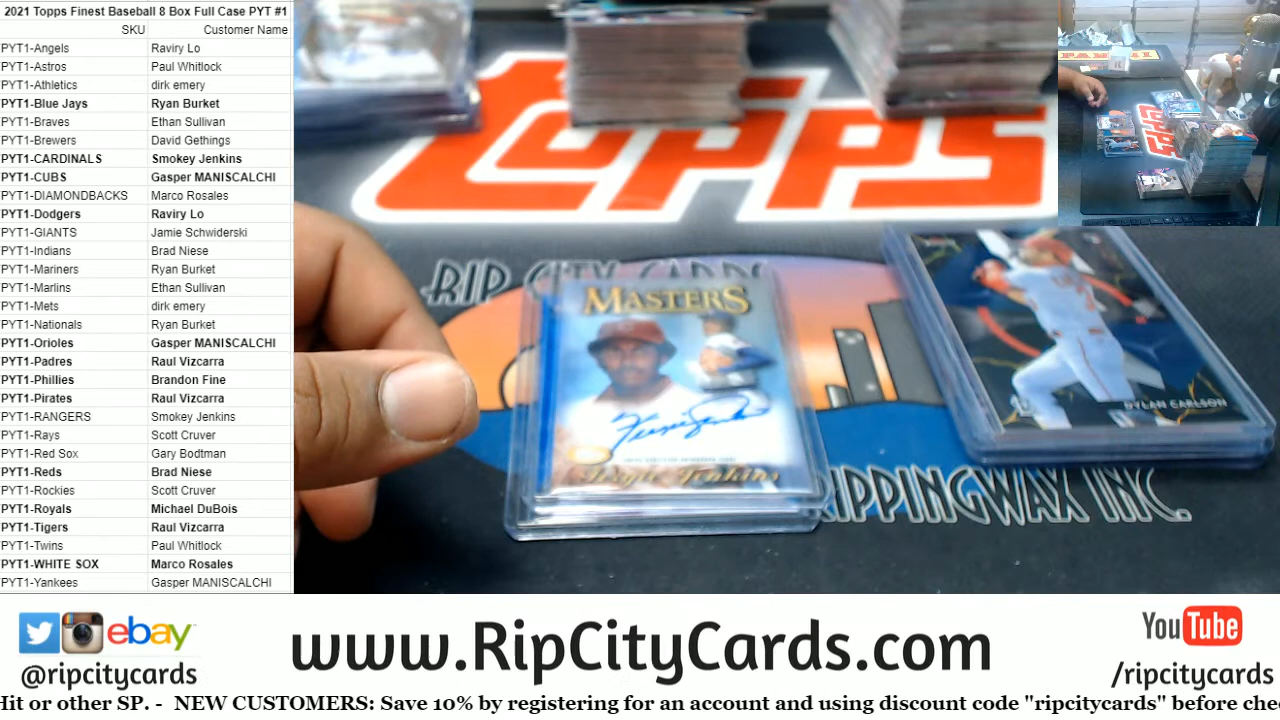 2021 Topps Finest Baseball 8 Box Full Case PYT #1
SKU Customer Name
PYT1-Angels Raviry Lo
PYT1-Astros Paul Whitlock
PYT1-Athletics dirk emery
PYT1-Blue Jays Ryan Burket
PYT1-Braves Ethan Sullivan
PYT1-Brewers David Gethings
PYT1-CARDINALS Smokey Jenkins
PYT1-CUBS Gasper MANISCALCHI
PYT1-DIAMONDBACKS Marco Rosales
PYT1-Dodgers Raviry Lo
PYT1-GIANTS Jamie Schwiderski
PYT1-Indians Brad Niese
PYT1-Mariners Ryan Burket
PYT1-Marlins Ethan Sullivan
PYT1-Mets dirk emery
PYT1-Nationals Ryan Burket
PYT1-Orioles Gasper MANISCALCHI
PYT1-Padres Raul Vizcarra
PYT1-Phillies Brandon Fine
PYT1-Pirates Raul Vizcarra
PYT1-RANGERS Smokey Jenkins
PYT1-Rays Scott Cruver
PYT1-Red Sox Gary Bodtman
PYT1-Reds Brad Niese
PYT1-Rockies Scott Cruver
PYT1-Royals Michael DuBois
PYT1-Tigers Raul Vizcarra
PYT1-Twins Paul Whitlock
PYT1-WHITE SOX Marco Rosales
PYT1-Yankees Gasper MANISCALCHI
Topps
TOPPS
RIP CITY CARDS
MASTERS
DYLAN CARLSON
Fergie Jenkins
RIPPINGWAX INC.
ebay
@ripcitycards
www.RipCityCards.com
YouTube
/ripcitycards
Hit or other SP. - NEW CUSTOMERS: Save 10% by registering for an account and using discount code "ripcitycards" before che